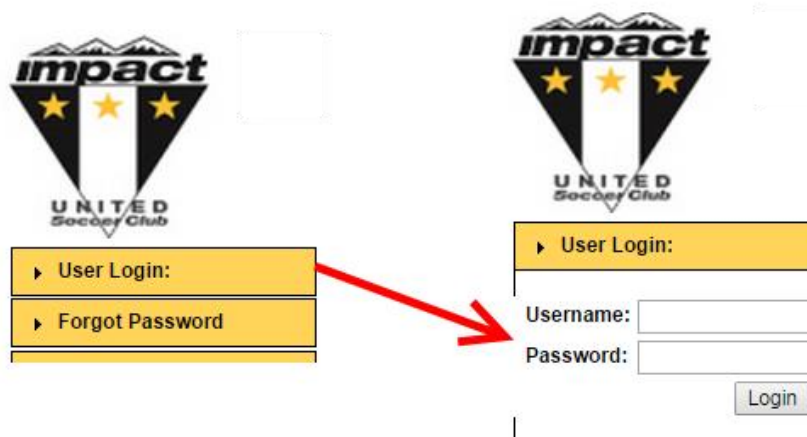 impact
UNITED
Soccer Club
User Login:
Forgot Password
impact
UNITED
Soccer Club
User Login:
Username:
Password:
Login